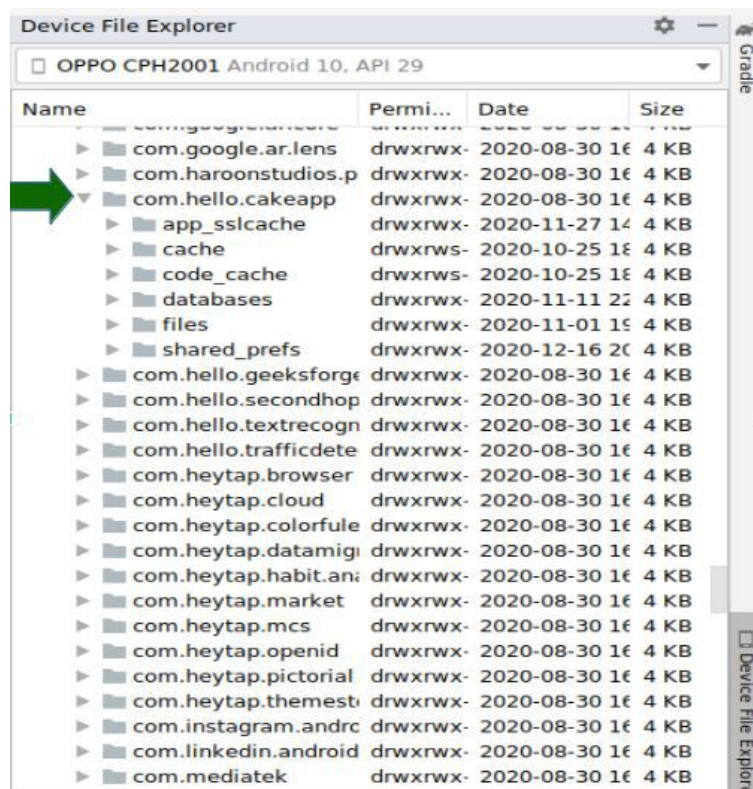 Device File Explorer
OPPO CPH2001 Android 10, API 29
Name Permi... Date Size
com.google.ar.lens drwxrwx- 2020-08-30 16 4 KB
com.haroonstudios.p drwxrwx- 2020-08-30 16 4 KB
com.hello.cakeapp drwxrwx- 2020-08-30 16 4 KB
app_sslcache drwxrwx- 2020-11-27 14 4 KB
cache drwxrws- 2020-10-25 18 4 KB
code_cache drwxrws- 2020-10-25 18 4 KB
databases drwxrwx- 2020-11-11 22 4 KB
files drwxrwx- 2020-11-01 19 4 KB
shared_prefs drwxrwx- 2020-12-16 20 4 KB
com.hello.geeksforge drwxrwx- 2020-08-30 16 4 KB
com.hello.secondhop drwxrwx- 2020-08-30 16 4 KB
com.hello.textrecogn drwxrwx- 2020-08-30 16 4 KB
com.hello.trafficdete drwxrwx- 2020-08-30 16 4 KB
com.heytap.browser drwxrwx- 2020-08-30 16 4 KB
com.heytap.cloud drwxrwx- 2020-08-30 16 4 KB
com.heytap.colorfule drwxrwx- 2020-08-30 16 4 KB
com.heytap.datamigr drwxrwx- 2020-08-30 16 4 KB
com.heytap.habit.ana drwxrwx- 2020-08-30 16 4 KB
com.heytap.market drwxrwx- 2020-08-30 16 4 KB
com.heytap.mcs drwxrwx- 2020-08-30 16 4 KB
com.heytap.openid drwxrwx- 2020-08-30 16 4 KB
com.heytap.pictorial drwxrwx- 2020-08-30 16 4 KB
com.heytap.themest drwxrwx- 2020-08-30 16 4 KB
com.instagram.andro drwxrwx- 2020-08-30 16 4 KB
com.linkedin.android drwxrwx- 2020-08-30 16 4 KB
com.mediatek drwxrwx- 2020-08-30 16 4 KB
Gradle
Device File Explore